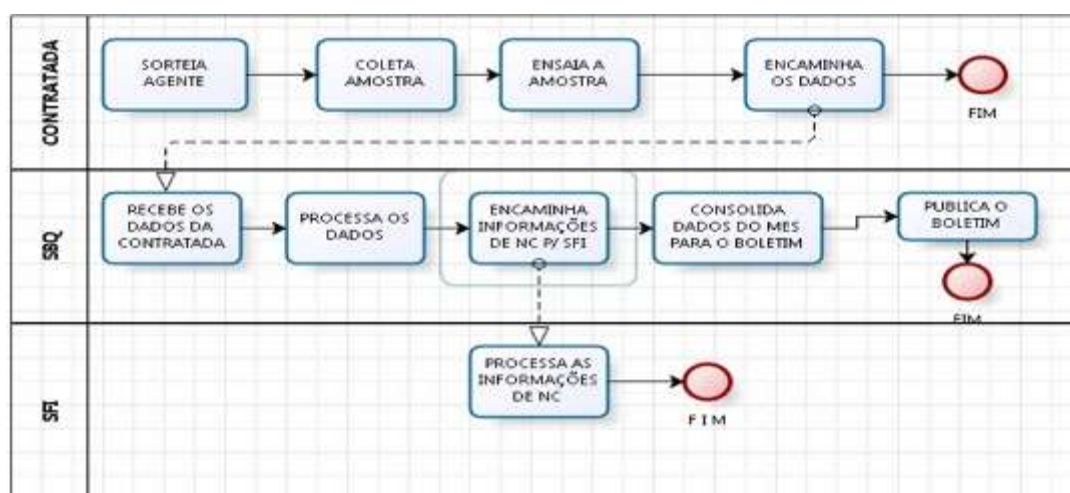 CONTRATADA
SORTEIA
AGENTE
COLETA
AMOSTRA
ENSAIA A
AMOSTRA
ENCAMINHA
OS DADOS
FIM
SBQ
RECEBE OS
DADOS DA
CONTRATADA
PROCESSA OS
DADOS
ENCAMINHA
INFORMAÇÕES
DE NC P/ SFI
CONSOLIDA
DADOS DO MES
PARA O BOLETIM
PUBLICA O
BOLETIM
FIM
SFI
PROCESSA AS
INFORMAÇÕES
DE NC
F I M